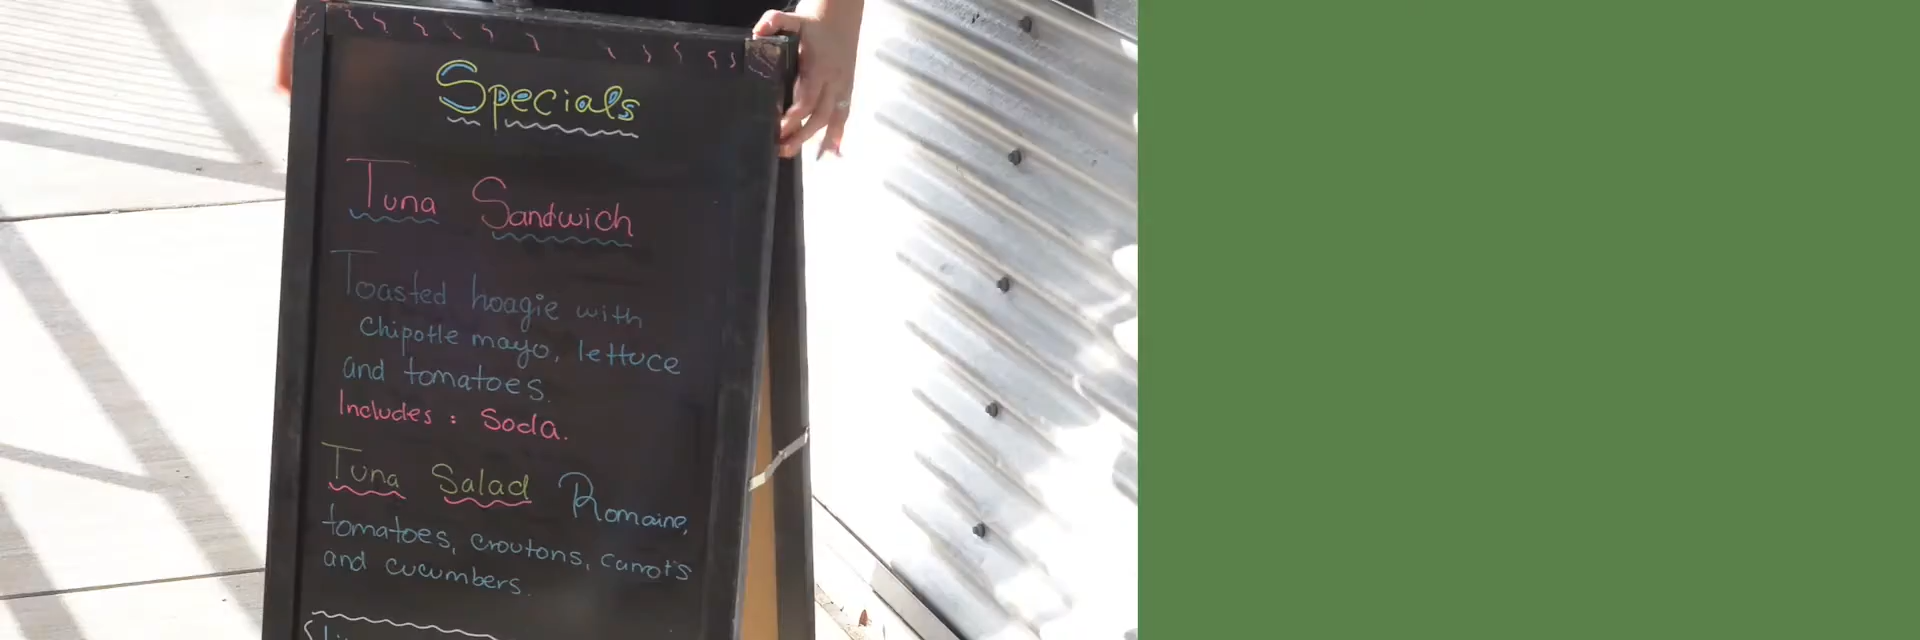 Specials
Tuna Sandwich
Toasted hoagie with
chipotle mayo, lettuce
and tomatoes.
Includes : Soda.
Tuna Salad Romaine,
tomatoes, croutons, carrots
and cucumbers.